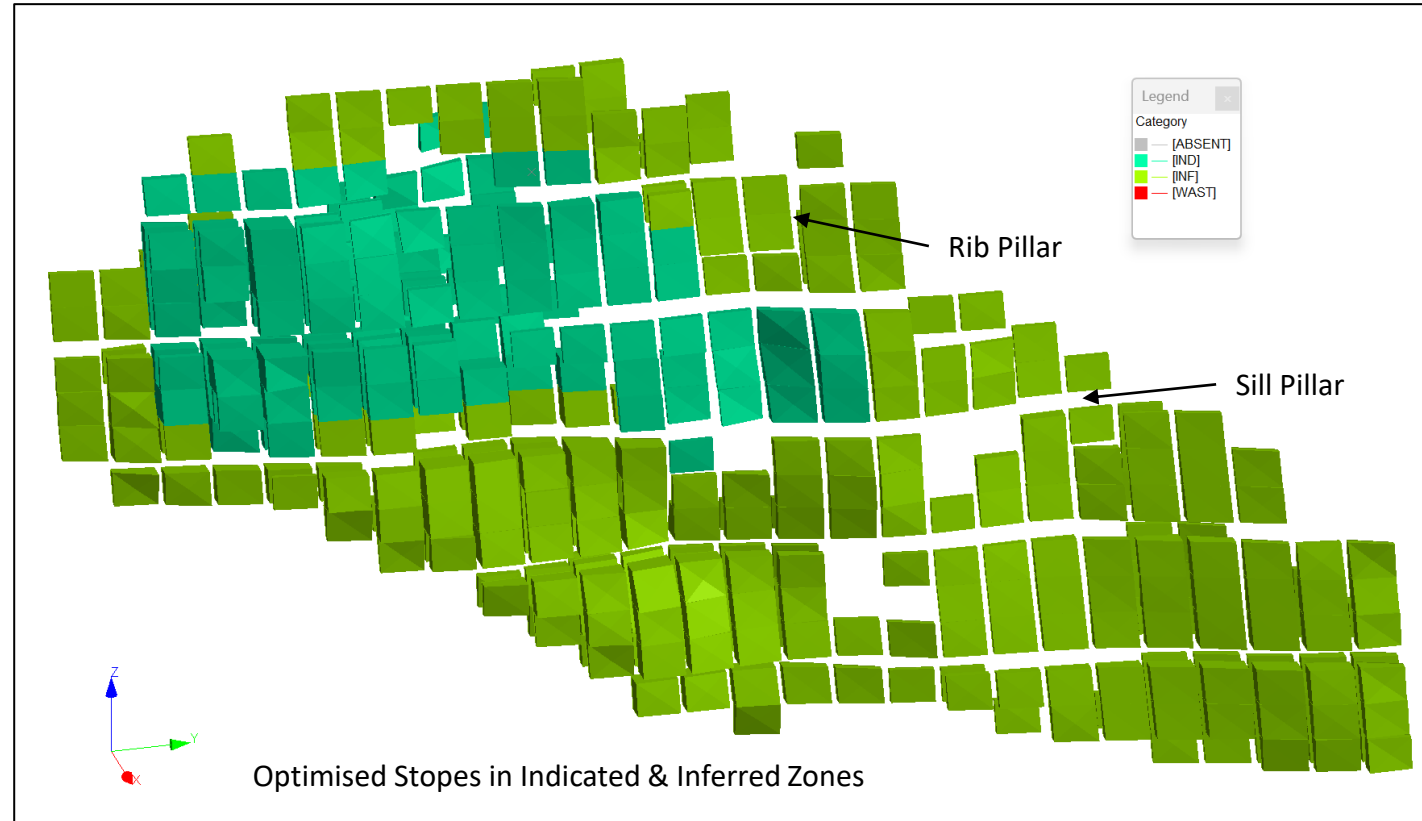 Legend
Category
[ABSENT]
[IND]
[INF]
[WAST]
Rib Pillar
Sill Pillar
Z
Y
X
Optimised Stopes in Indicated & Inferred Zones